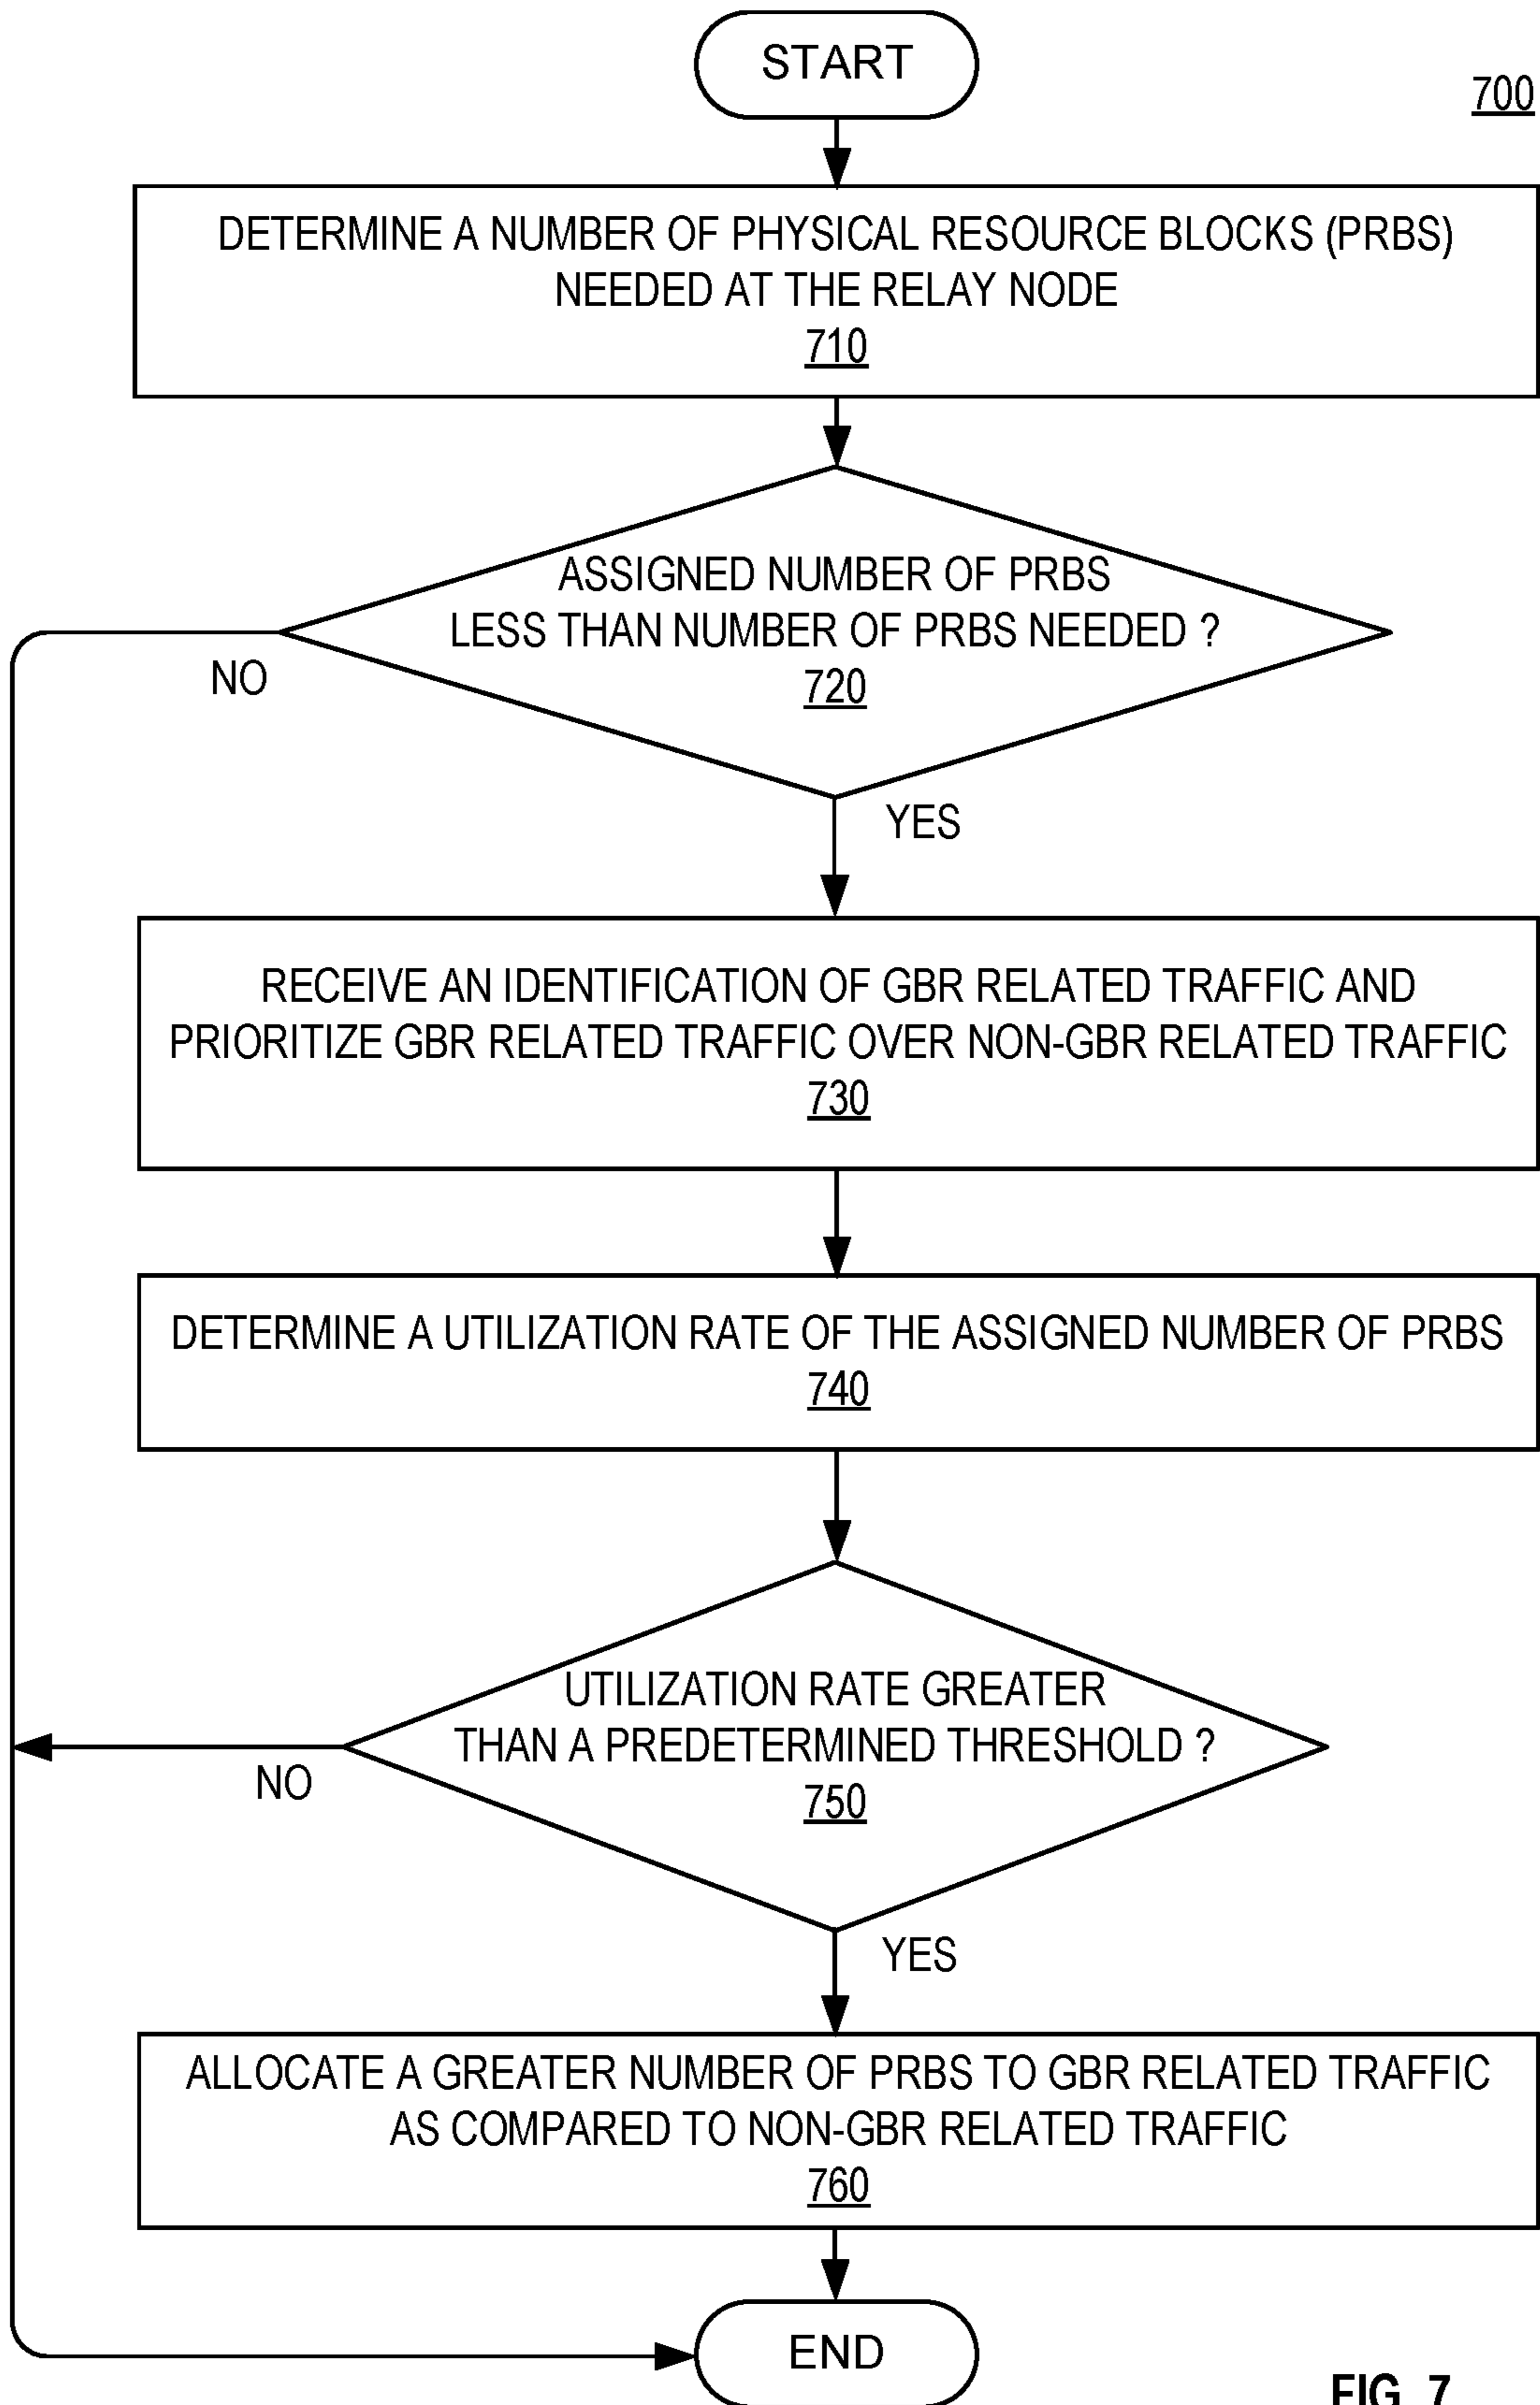 START
700
DETERMINE A NUMBER OF PHYSICAL RESOURCE BLOCKS (PRBS)
NEEDED AT THE RELAY NODE
710
ASSIGNED NUMBER OF PRBS
LESS THAN NUMBER OF PRBS NEEDED ?
720
NO
YES
RECEIVE AN IDENTIFICATION OF GBR RELATED TRAFFIC AND
PRIORITIZE GBR RELATED TRAFFIC OVER NON-GBR RELATED TRAFFIC
730
DETERMINE A UTILIZATION RATE OF THE ASSIGNED NUMBER OF PRBS
740
UTILIZATION RATE GREATER
THAN A PREDETERMINED THRESHOLD ?
750
NO
YES
ALLOCATE A GREATER NUMBER OF PRBS TO GBR RELATED TRAFFIC
AS COMPARED TO NON-GBR RELATED TRAFFIC
760
END
FIG. 7